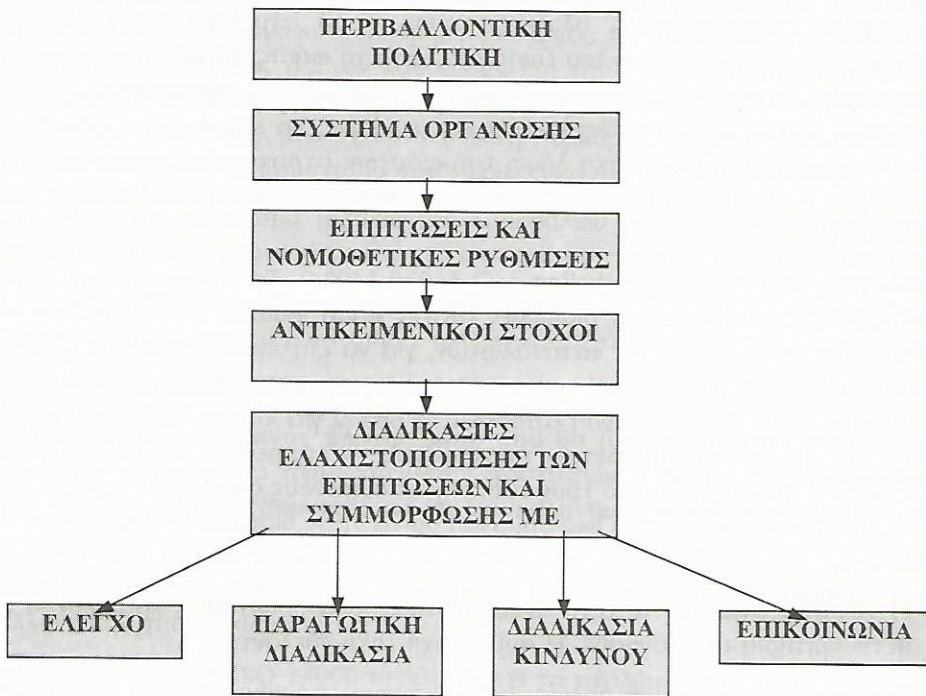 ΠΕΡΙΒΑΛΛΟΝΤΙΚΗ
ΠΟΛΙΤΙΚΗ
ΣΥΣΤΗΜΑ ΟΡΓΑΝΩΣΗΣ
ΕΠΙΠΤΩΣΕΙΣ ΚΑΙ
ΝΟΜΟΘΕΤΙΚΕΣ ΡΥΘΜΙΣΕΙΣ
ΑΝΤΙΚΕΙΜΕΝΙΚΟΙ ΣΤΟΧΟΙ
ΔΙΑΔΙΚΑΣΙΕΣ
ΕΛΑΧΙΣΤΟΠΟΙΗΣΗΣ ΤΩΝ
ΕΠΙΠΤΩΣΕΩΝ ΚΑΙ
ΣΥΜΜΟΡΦΩΣΗΣ ΜΕ
ΕΛΕΓΧΟ
ΠΑΡΑΓΩΓΙΚΗ
ΔΙΑΔΙΚΑΣΙΑ
ΔΙΑΔΙΚΑΣΙΑ
ΚΙΝΔΥΝΟΥ
ΕΠΙΚΟΙΝΩΝΙΑ